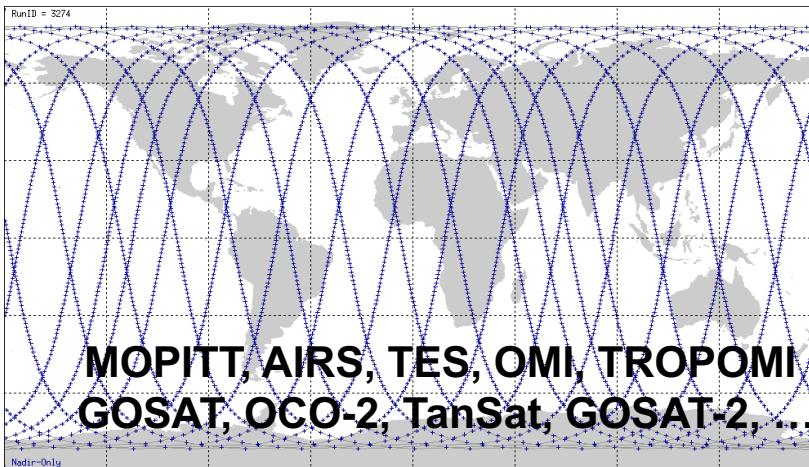 RunID = 3274
MOPITT, AIRS, TES, OMI, TROPOMI
GOSAT, OCO-2, TanSat, GOSAT-2, …
Nadir-Only